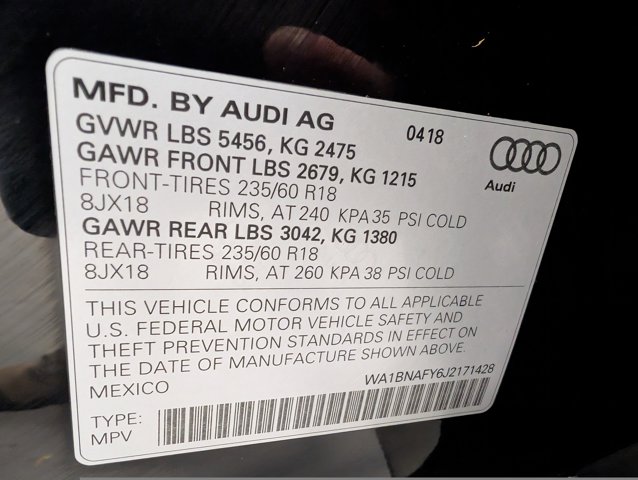 MFD. BY AUDI AG
0418
GVWR LBS 5456, KG 2475
GAWR FRONT LBS 2679, KG 1215
FRONT-TIRES 235/60 R18
8JX18 RIMS, AT 240 KPA 35 PSI COLD
GAWR REAR LBS 3042, KG 1380
REAR-TIRES 235/60 R18
8JX18 RIMS, AT 260 KPA 38 PSI COLD
Audi
THIS VEHICLE CONFORMS TO ALL APPLICABLE
U.S. FEDERAL MOTOR VEHICLE SAFETY AND
THEFT PREVENTION STANDARDS IN EFFECT ON
THE DATE OF MANUFACTURE SHOWN ABOVE.
MEXICO
WA1BNAFY6J2171428
TYPE:
MPV